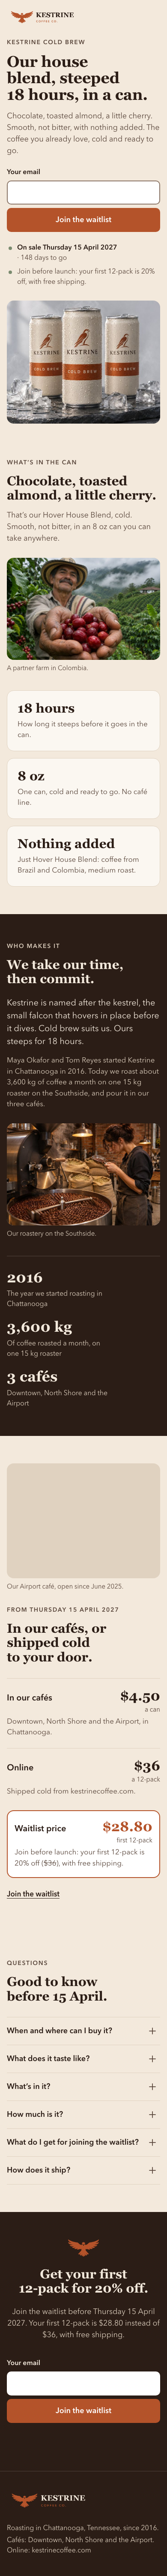 KESTRINE
COFFEE CO.
KESTRINE COLD BREW
Our house
blend, steeped
18 hours, in a can.
Chocolate, toasted almond, a little cherry.
Smooth, not bitter, with nothing added. The
coffee you already love, cold and ready to
go.
Your email
Join the waitlist
On sale Thursday 15 April 2027
· 148 days to go
Join before launch: your first 12-pack is 20%
off, with free shipping.
KESTRINE
COLD BREW
KESTRINE
COLD BREW
KESTRINE
COLD BREW
WHAT'S IN THE CAN
Chocolate, toasted
almond, a little cherry.
That's our Hover House Blend, cold.
Smooth, not bitter, in an 8 oz can you can
take anywhere.
A partner farm in Colombia.
18 hours
How long it steeps before it goes in the
can.
8 oz
One can, cold and ready to go. No café
line.
Nothing added
Just Hover House Blend: coffee from
Brazil and Colombia, medium roast.
WHO MAKES IT
We take our time,
then commit.
Kestrine is named after the kestrel, the
small falcon that hovers in place before
it dives. Cold brew suits us. Ours
steeps for 18 hours.
Maya Okafor and Tom Reyes started Kestrine
in Chattanooga in 2016. Today we roast about
3,600 kg of coffee a month on one 15 kg
roaster on the Southside, and pour it in our
three cafés.
Our roastery on the Southside.
2016
The year we started roasting in
Chattanooga
3,600 kg
Of coffee roasted a month, on
one 15 kg roaster
3 cafés
Downtown, North Shore and the
Airport
Our Airport café, open since June 2025.
FROM THURSDAY 15 APRIL 2027
In our cafés, or
shipped cold
to your door.
In our cafés
$4.50
a can
Downtown, North Shore and the Airport, in
Chattanooga.
Online
$36
a 12-pack
Shipped cold from kestrinecoffee.com.
Waitlist price
$28.80
first 12-pack
Join before launch: your first 12-pack is
20% off ($36), with free shipping.
Join the waitlist
QUESTIONS
Good to know
before 15 April.
When and where can I buy it?
What does it taste like?
What's in it?
How much is it?
What do I get for joining the waitlist?
How does it ship?
Get your first
12-pack for 20% off.
Join the waitlist before Thursday 15 April
2027. Your first 12-pack is $28.80 instead of
$36, with free shipping.
Your email
Join the waitlist
KESTRINE
COFFEE CO.
Roasting in Chattanooga, Tennessee, since 2016.
Cafés: Downtown, North Shore and the Airport.
Online: kestrinecoffee.com